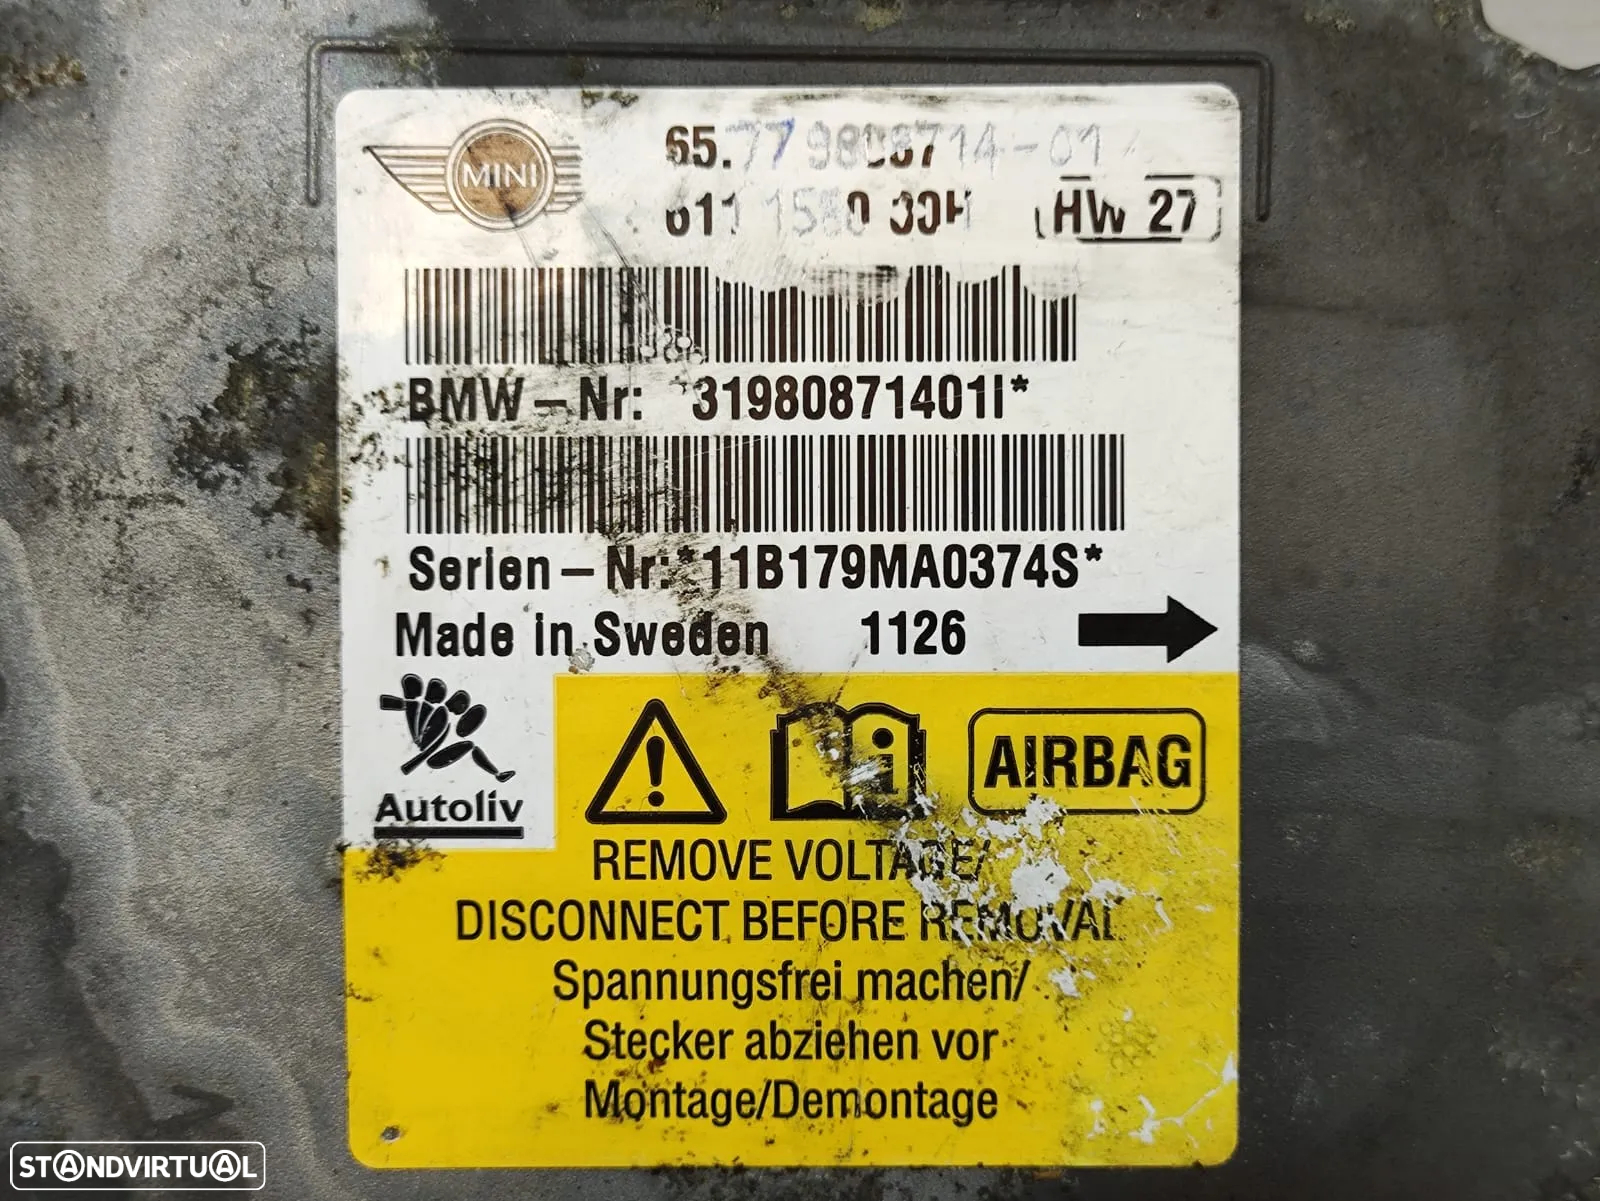 MINI
65.77 9808714-01
HW 27
BMW - Nr: *31980871401I*
Serien - Nr:*11B179MA0374S*
Made in Sweden 1126
Autoliv
AIRBAG
REMOVE VOLTAGE/
DISCONNECT BEFORE REMOVAL
Spannungsfrei machen/
Stecker abziehen vor
Montage/Demontage
STANDVIRTUAL